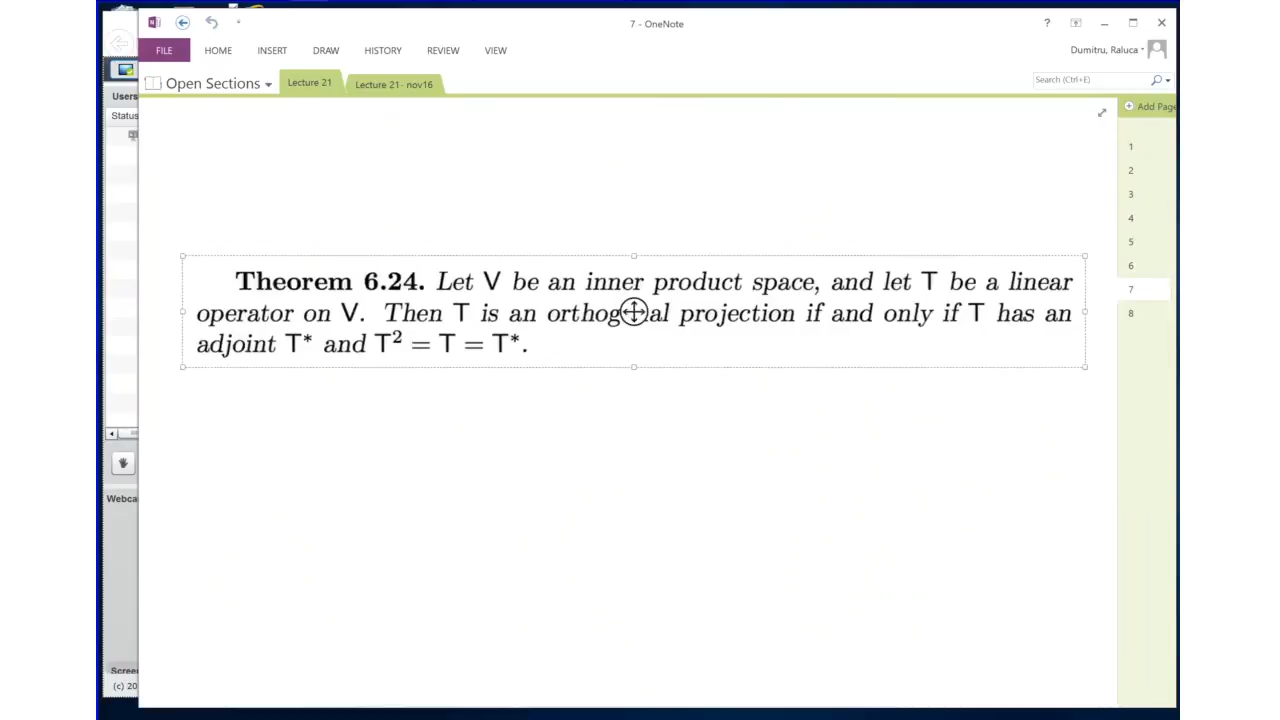 7 - OneNote
?
FILE HOME INSERT DRAW HISTORY REVIEW VIEW
Dumitru, Raluca
Open Sections Lecture 21 Lecture 21- nov16
Search (Ctrl+E)
Users
Status
Add Page
1
2
3
4
5
6
7
8
Theorem 6.24. Let V be an inner product space, and let T be a linear
operator on V. Then T is an orthogonal projection if and only if T has an
adjoint T* and T² = T = T*.
Webca
Screen
(c) 20